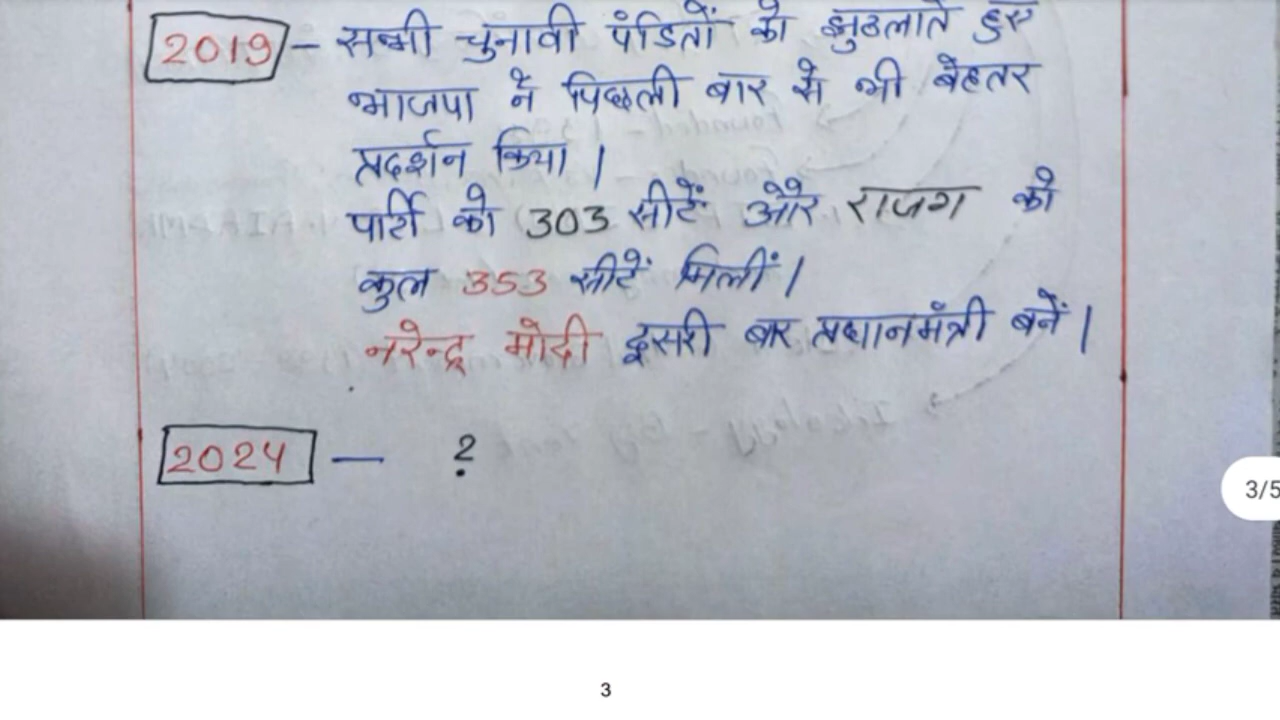 2019 - सभी चुनावी पंडितों को झुठलाते हुए
भाजपा ने पिछली बार से भी बेहतर
प्रदर्शन किया।
पार्टी को 303 सीटें और राजग को
कुल 353 सीटें मिलीं।
नरेन्द्र मोदी दूसरी बार प्रधानमंत्री बनें।
2024 — ?
3/5
3